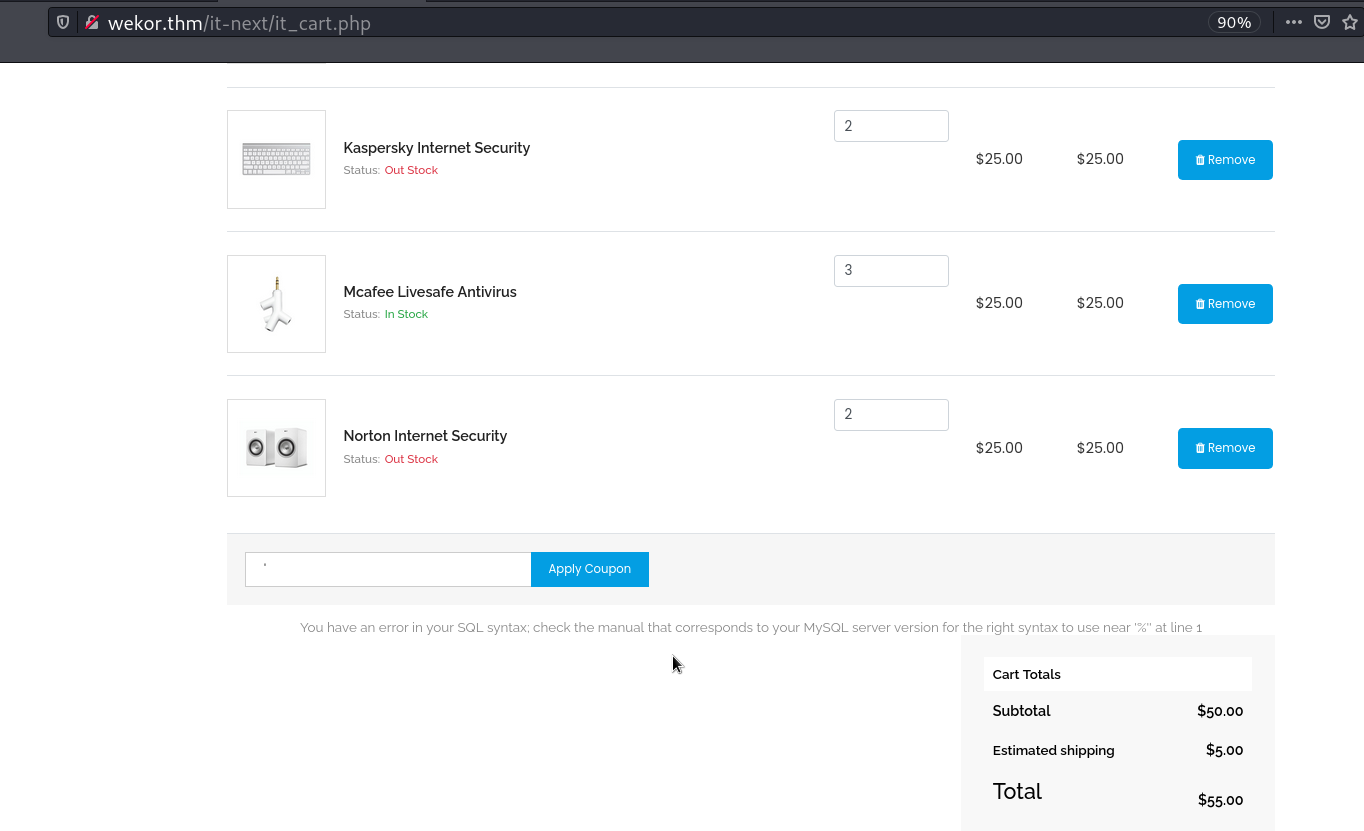 wekor.thm/it-next/it_cart.php 90%
2
Kaspersky Internet Security
Status: Out Stock
$25.00 $25.00 Remove
3
Mcafee Livesafe Antivirus
Status: In Stock
$25.00 $25.00 Remove
2
Norton Internet Security
Status: Out Stock
$25.00 $25.00 Remove
' Apply Coupon
You have an error in your SQL syntax; check the manual that corresponds to your MySQL server version for the right syntax to use near '%'' at line 1
Cart Totals
Subtotal $50.00
Estimated shipping $5.00
Total $55.00